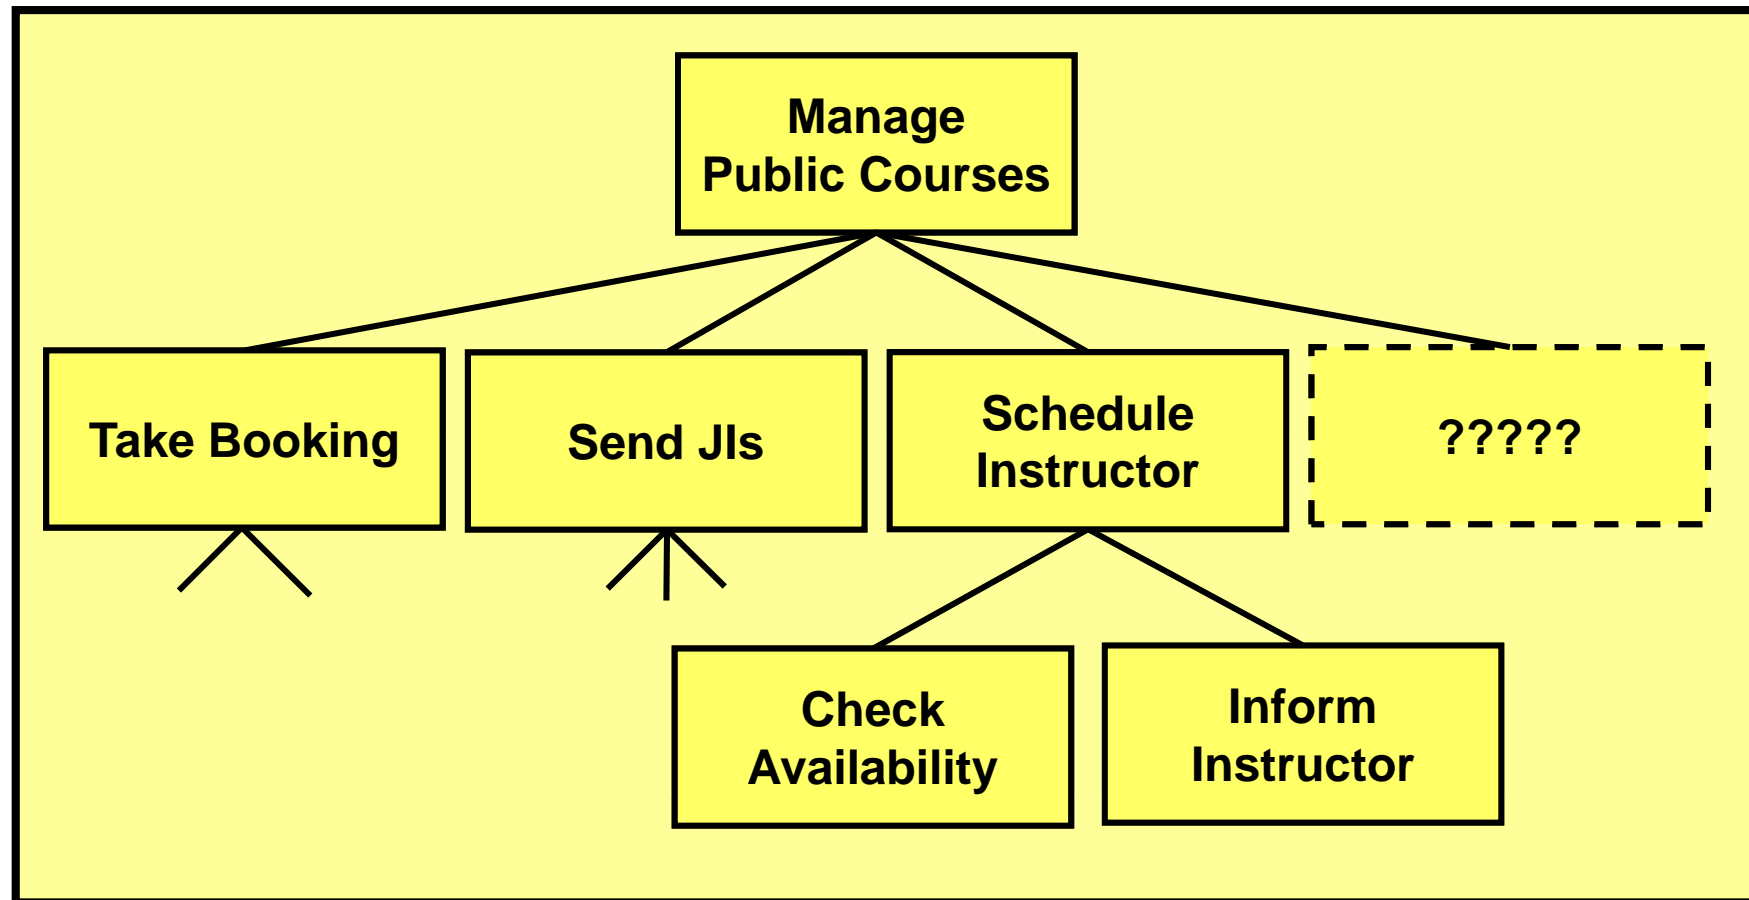 Manage
Public Courses
Take Booking
Send JIs
Schedule
Instructor
?????
Check
Availability
Inform
Instructor